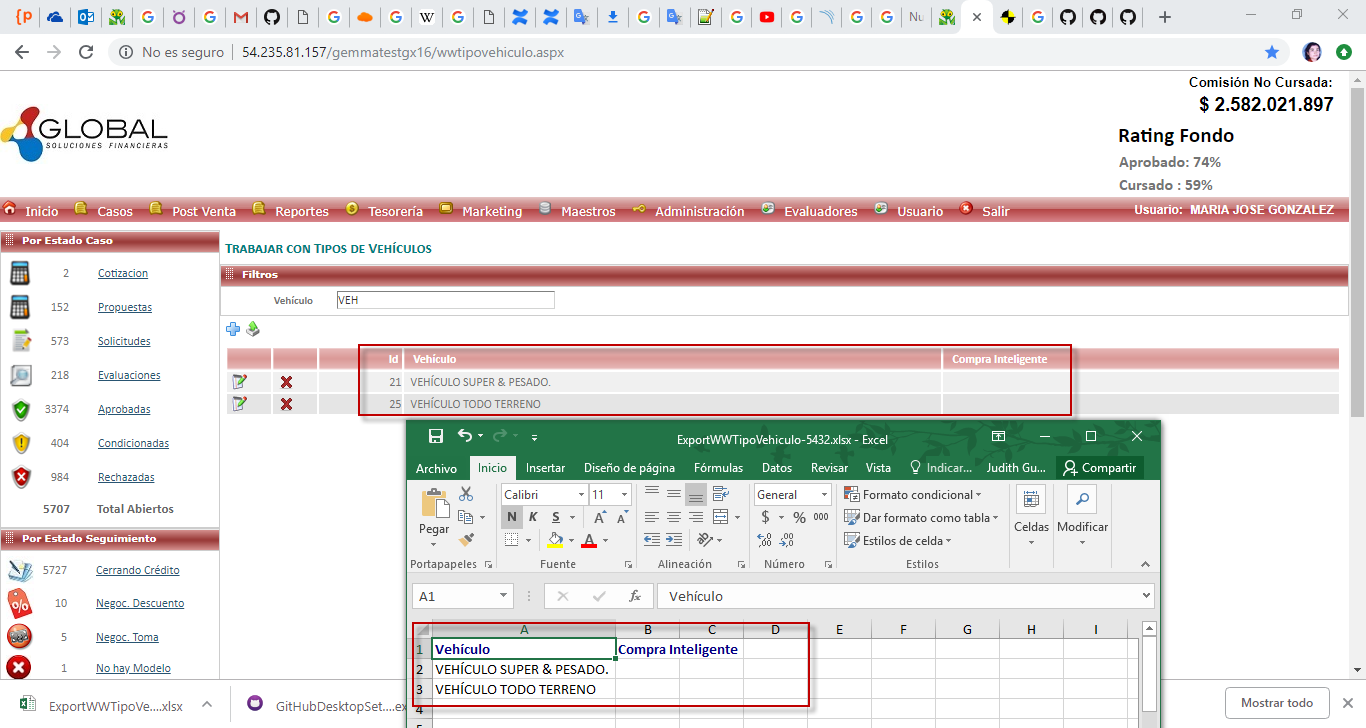 No es seguro
54.235.81.157/gemmatestgx16/wwtipovehiculo.aspx
Comisión No Cursada:
$ 2.582.021.897
GLOBAL
SOLUCIONES FINANCIERAS
Rating Fondo
Aprobado: 74%
Cursado : 59%
Inicio Casos Post Venta Reportes Tesorería Marketing Maestros Administración Evaluadores Usuario Salir Usuario: MARIA JOSE GONZALEZ
Por Estado Caso
2 Cotizacion
152 Propuestas
573 Solicitudes
218 Evaluaciones
3374 Aprobadas
404 Condicionadas
984 Rechazadas
5707 Total Abiertos
Por Estado Seguimiento
5727 Cerrando Crédito
10 Negoc. Descuento
5 Negoc. Toma
1 No hay Modelo
TRABAJAR CON TIPOS DE VEHÍCULOS
Filtros
Vehículo VEH
Id Vehículo Compra Inteligente
21 VEHÍCULO SUPER & PESADO.
25 VEHÍCULO TODO TERRENO
ExportWWTipoVehiculo-5432.xlsx - Excel
Archivo Inicio Insertar Diseño de página Fórmulas Datos Revisar Vista Indicar... Judith Gu... Compartir
Pegar
Calibri 11
N K S
General
$ % 000
Formato condicional
Dar formato como tabla
Estilos de celda
Celdas
Modificar
Portapapeles Fuente Alineación Número Estilos
A1 fx Vehículo
A B C D E F G H I
1 Vehículo Compra Inteligente
2 VEHÍCULO SUPER & PESADO.
3 VEHÍCULO TODO TERRENO
4
ExportWWTipoVe....xlsx
GitHubDesktopSet....ex
Mostrar todo